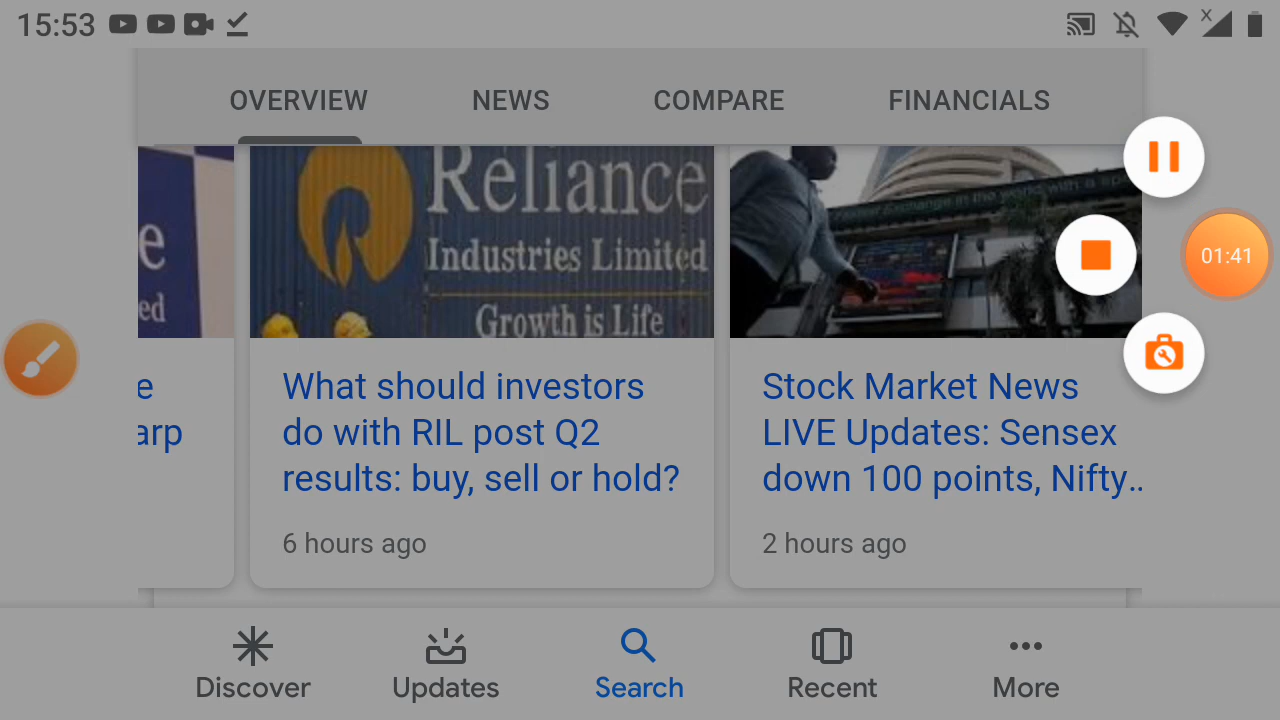 15:53
OVERVIEW NEWS COMPARE FINANCIALS
e
ed
Reliance
Industries Limited
Growth is Life
01:41
e
arp
What should investors
do with RIL post Q2
results: buy, sell or hold?
6 hours ago
Stock Market News
LIVE Updates: Sensex
down 100 points, Nifty..
2 hours ago
Discover Updates Search Recent More